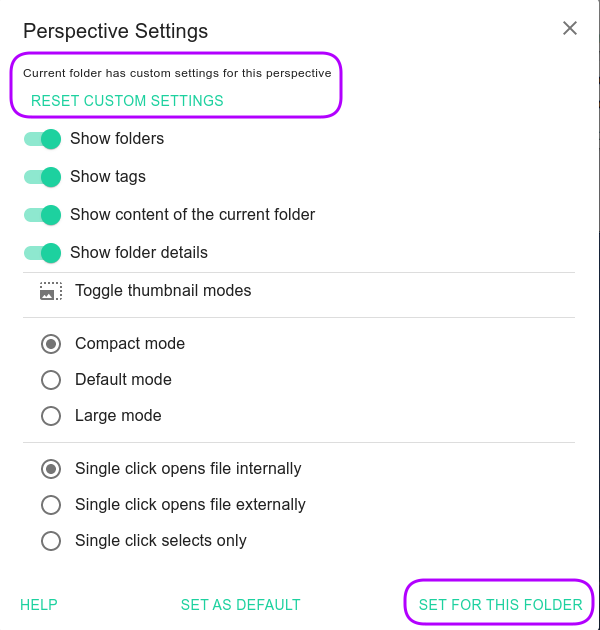 Perspective Settings
Current folder has custom settings for this perspective
RESET CUSTOM SETTINGS
Show folders
Show tags
Show content of the current folder
Show folder details
Toggle thumbnail modes
Compact mode
Default mode
Large mode
Single click opens file internally
Single click opens file externally
Single click selects only
HELP SET AS DEFAULT SET FOR THIS FOLDER